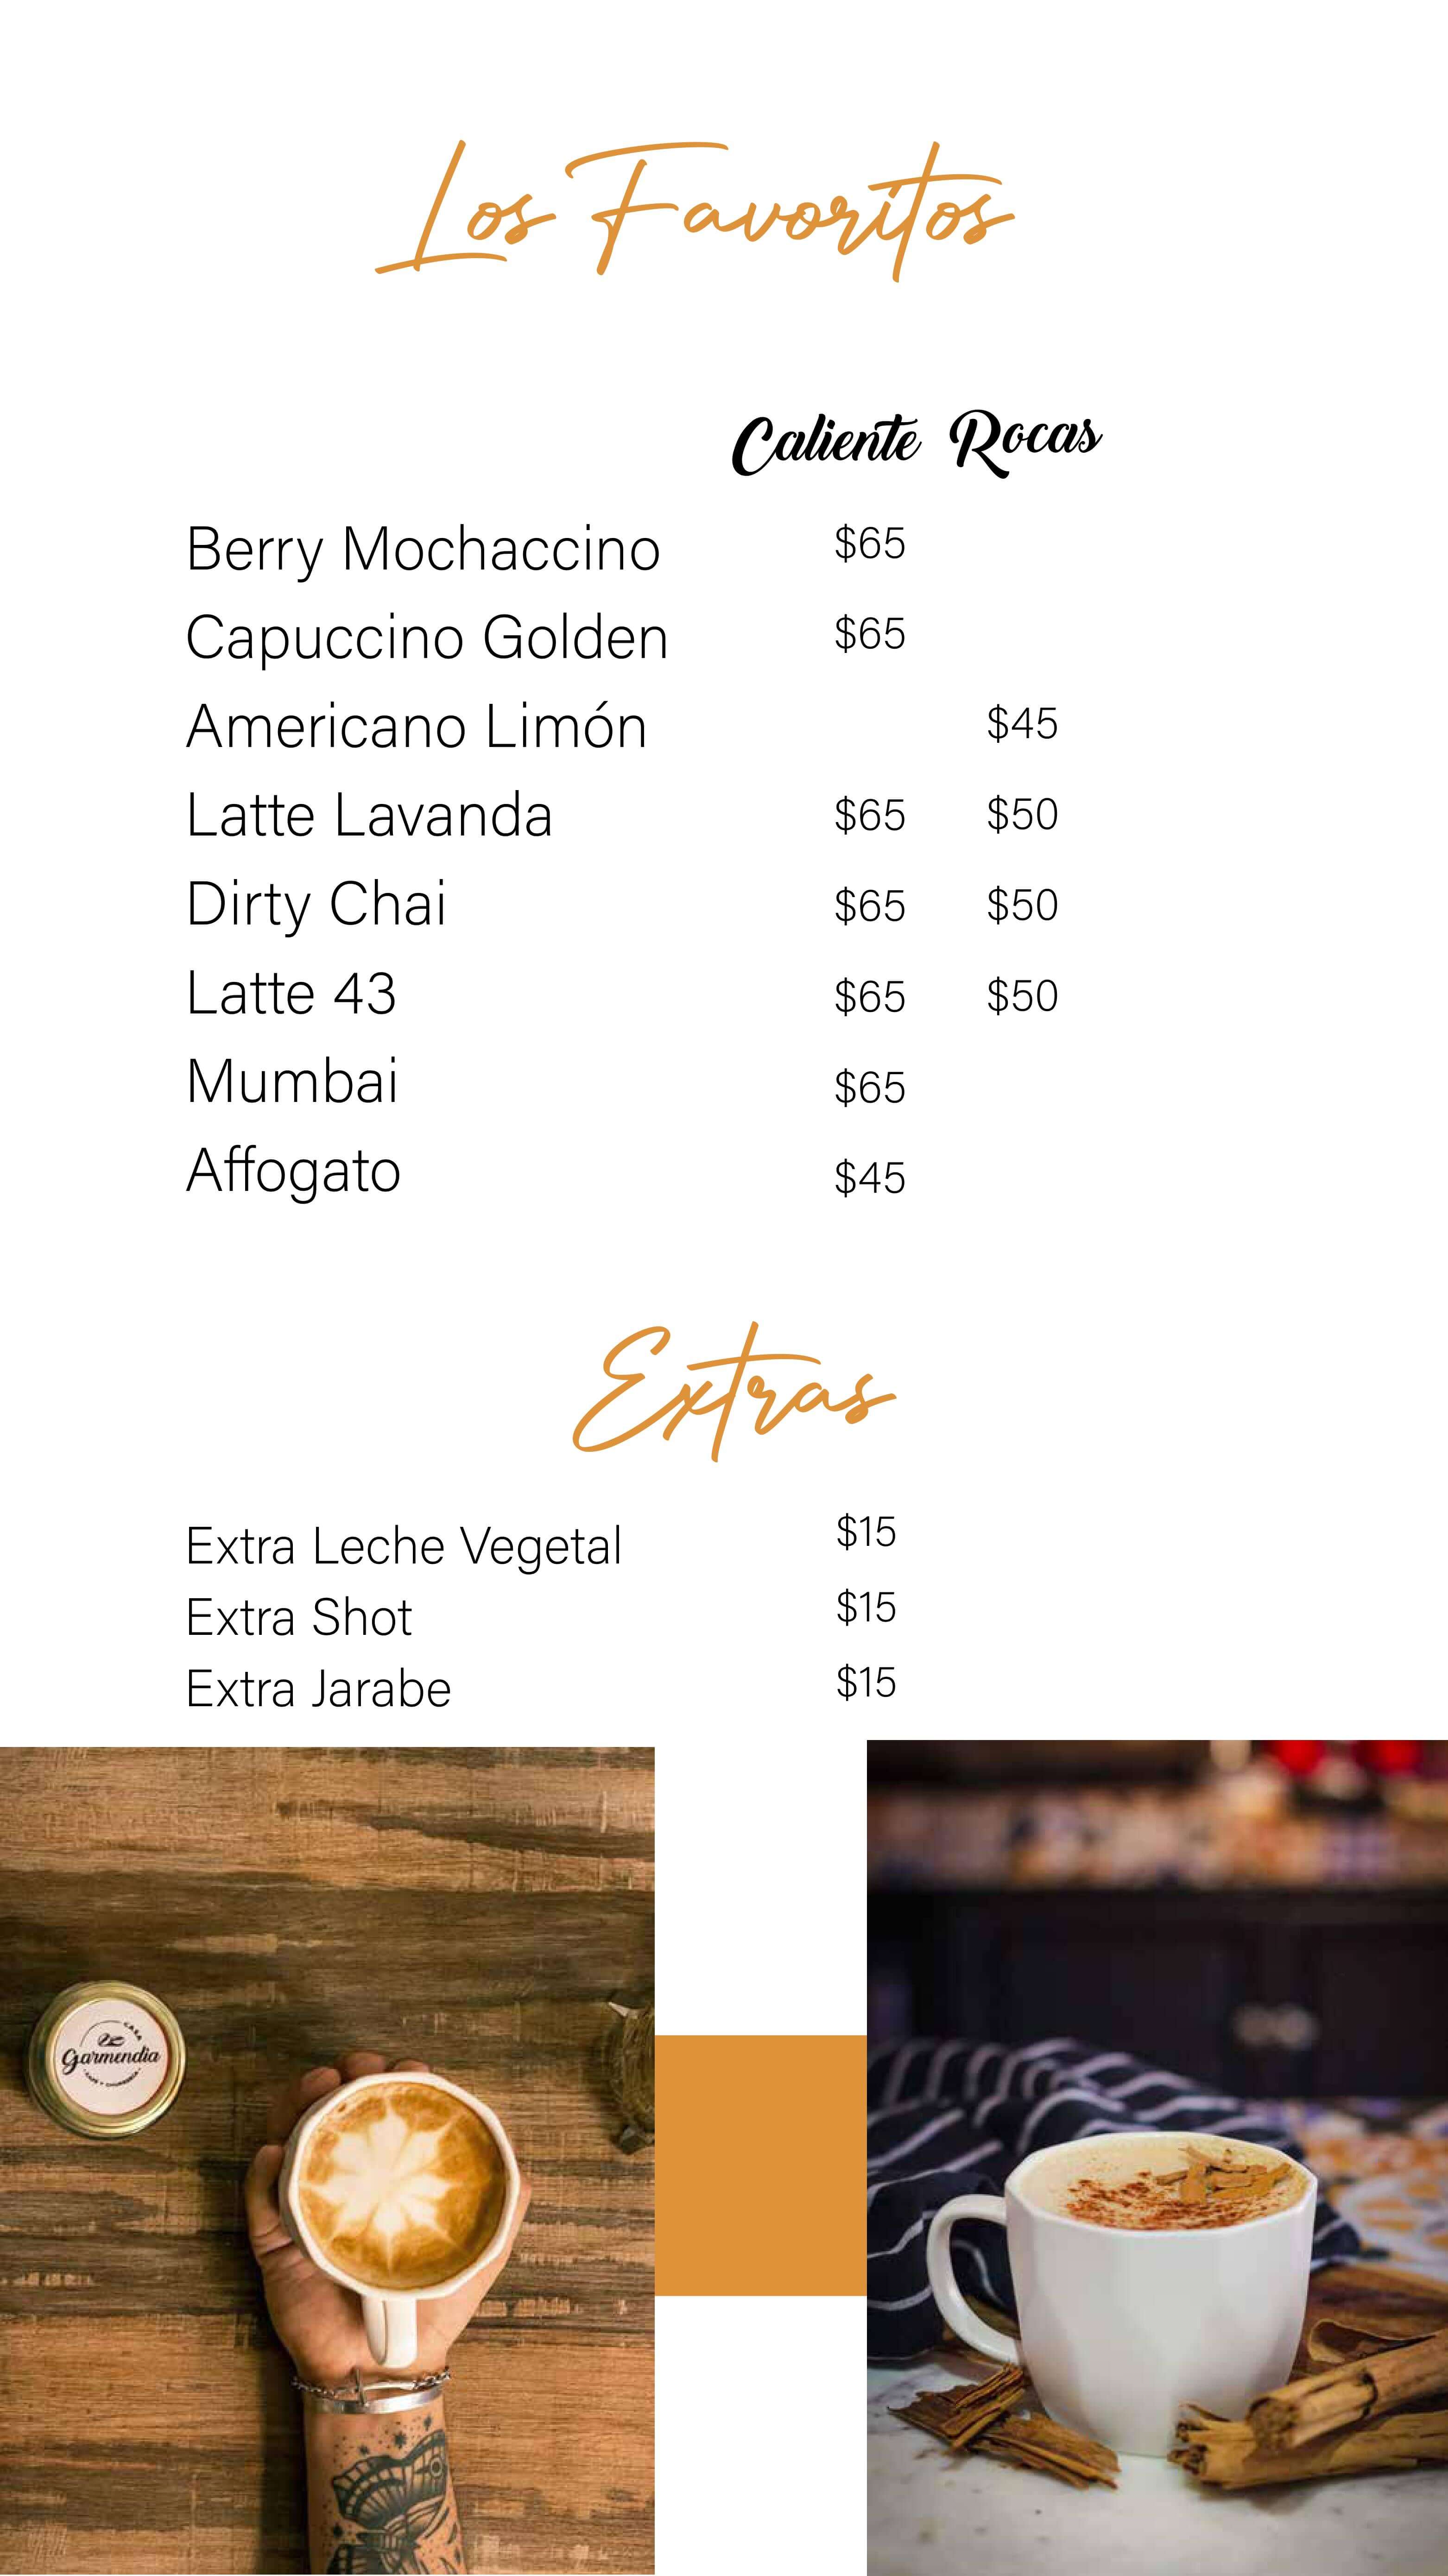 Los Favoritos
Caliente Rocas
Berry Mochaccino $65
Capuccino Golden $65
Americano Limón $45
Latte Lavanda $65 $50
Dirty Chai $65 $50
Latte 43 $65 $50
Mumbai $65
Affogato $45
Extras
Extra Leche Vegetal $15
Extra Shot $15
Extra Jarabe $15
CASA
Garmendia
CAFÉ Y CHURRERÍA